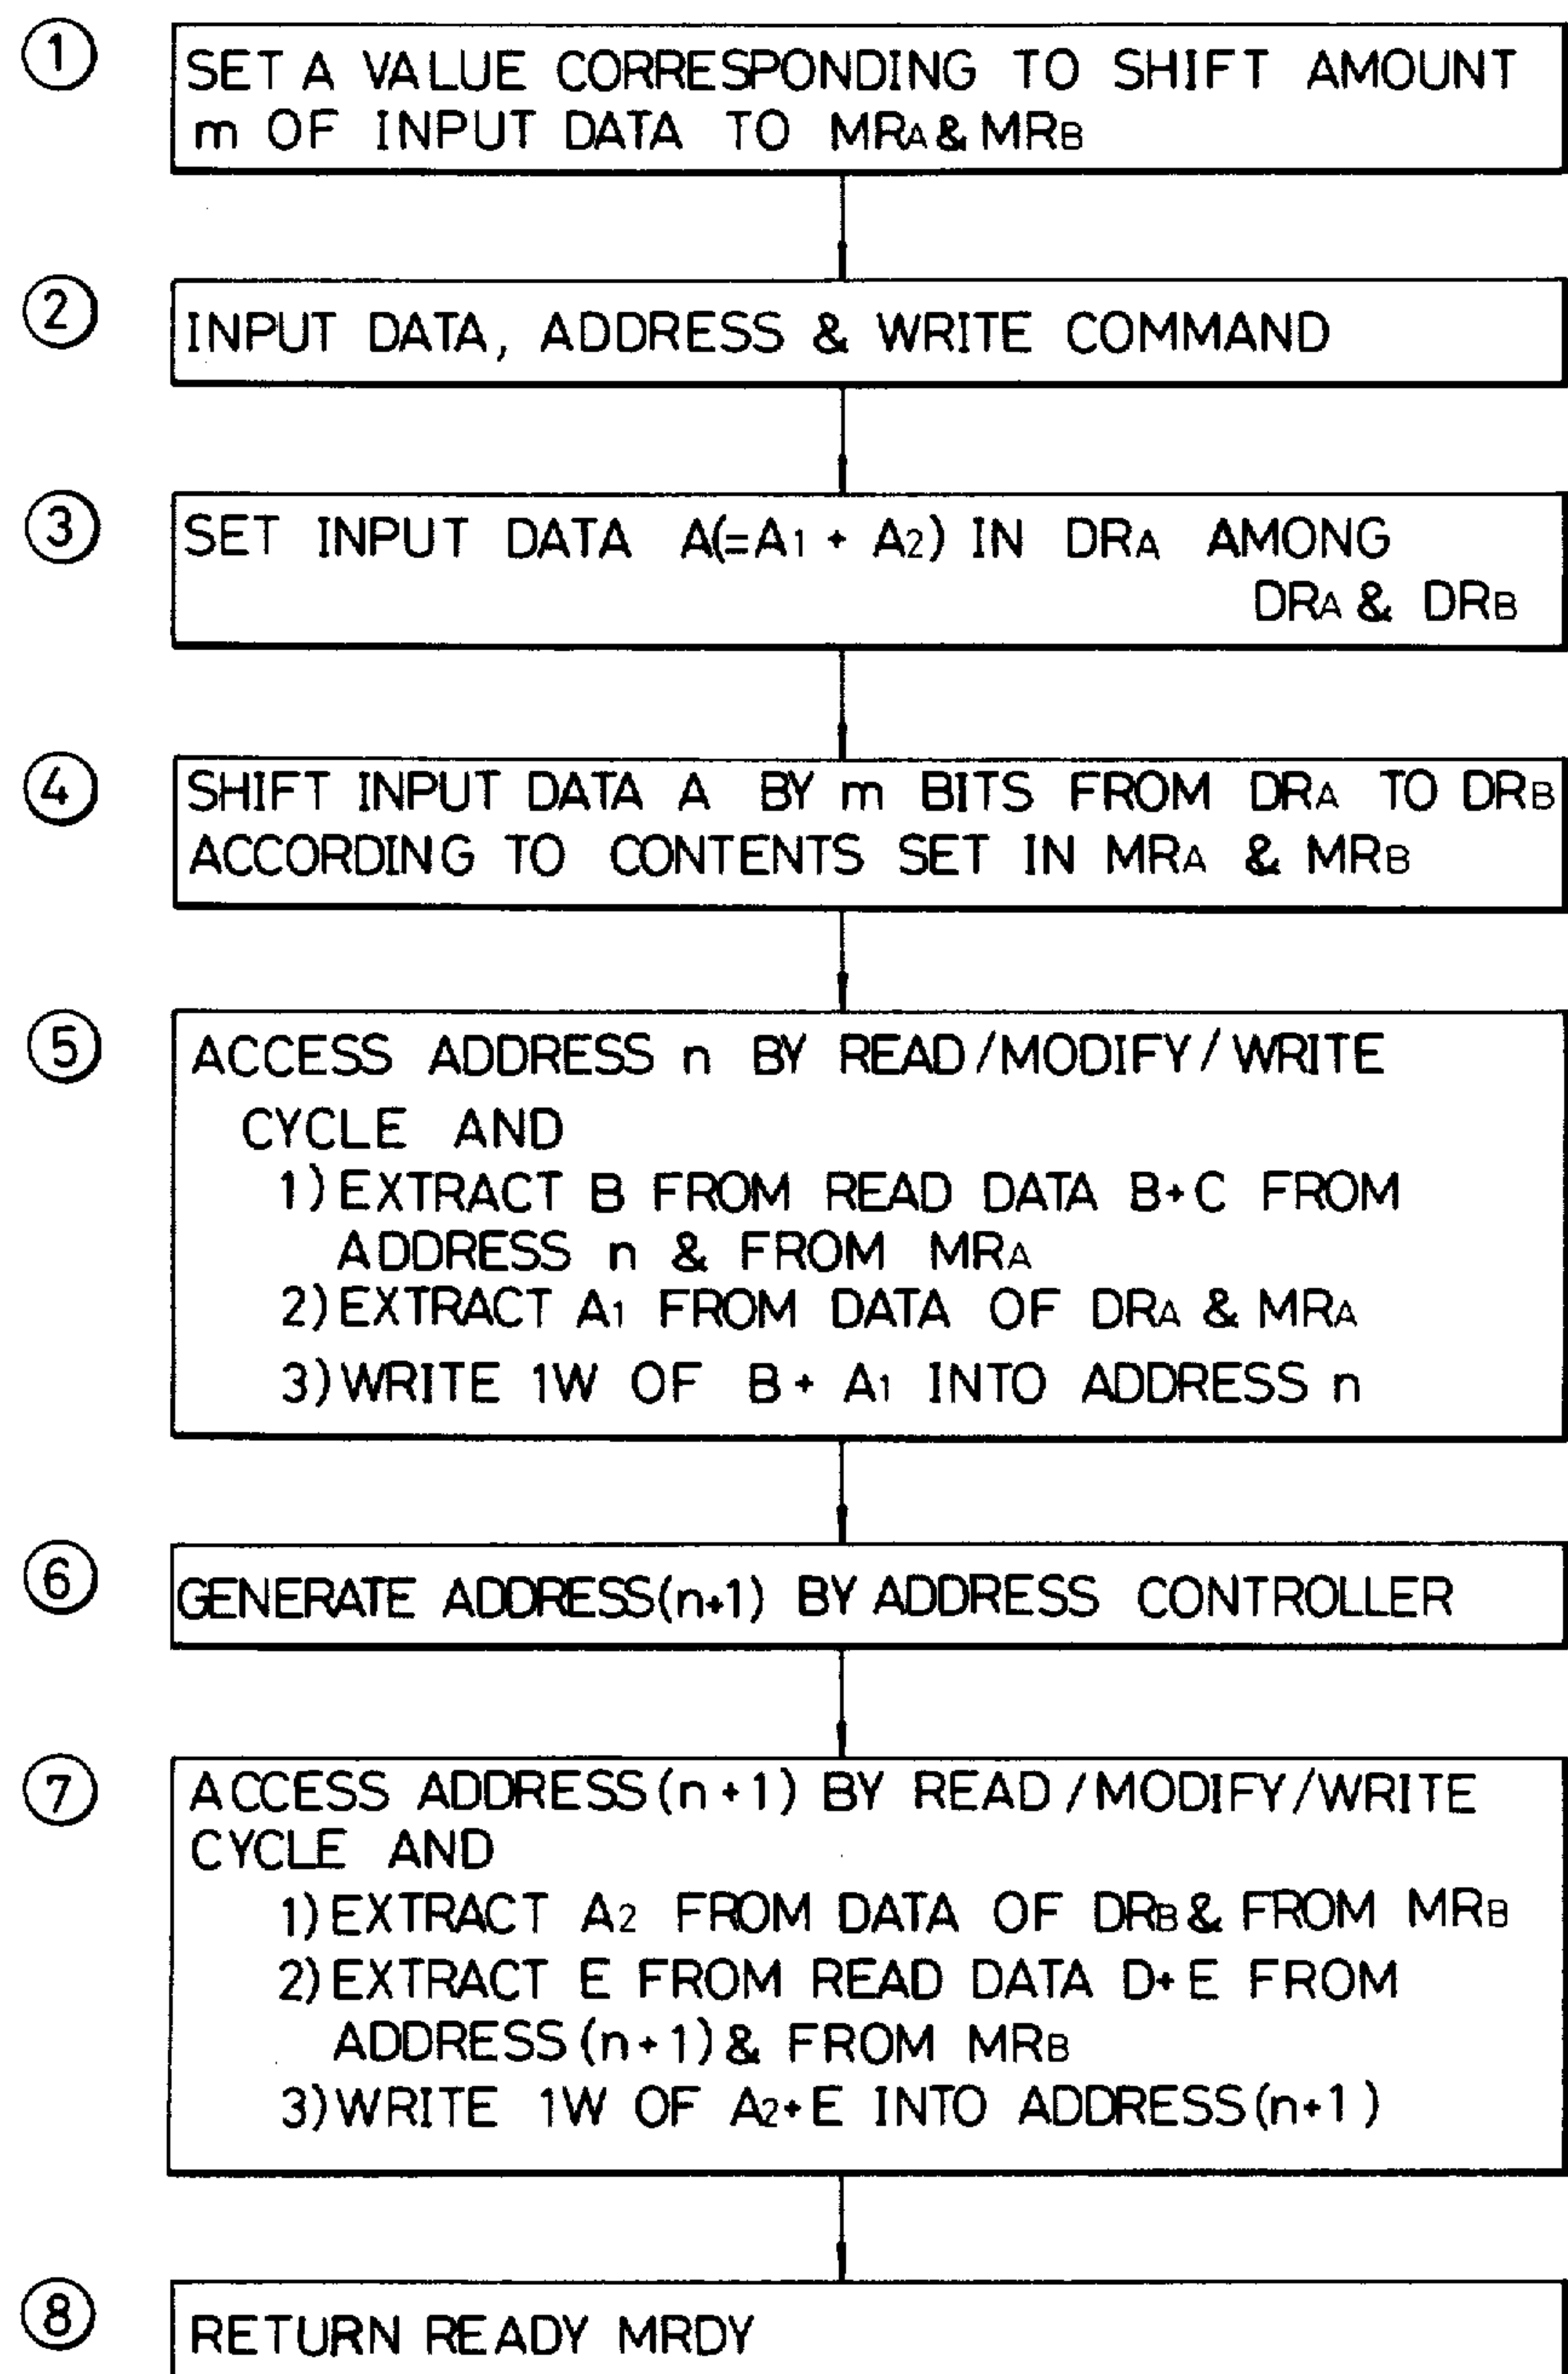 ① SET A VALUE CORRESPONDING TO SHIFT AMOUNT
m OF INPUT DATA TO MRA & MRB
② INPUT DATA, ADDRESS & WRITE COMMAND
③ SET INPUT DATA A(=A1 + A2) IN DRA AMONG
DRA & DRB
④ SHIFT INPUT DATA A BY m BITS FROM DRA TO DRB
ACCORDING TO CONTENTS SET IN MRA & MRB
⑤ ACCESS ADDRESS n BY READ/MODIFY/WRITE
CYCLE AND
1) EXTRACT B FROM READ DATA B+C FROM
ADDRESS n & FROM MRA
2) EXTRACT A1 FROM DATA OF DRA & MRA
3) WRITE 1W OF B + A1 INTO ADDRESS n
⑥ GENERATE ADDRESS(n+1) BY ADDRESS CONTROLLER
⑦ ACCESS ADDRESS(n+1) BY READ/MODIFY/WRITE
CYCLE AND
1) EXTRACT A2 FROM DATA OF DRB & FROM MRB
2) EXTRACT E FROM READ DATA D+E FROM
ADDRESS(n+1) & FROM MRB
3) WRITE 1W OF A2+E INTO ADDRESS(n+1)
⑧ RETURN READY MRDY